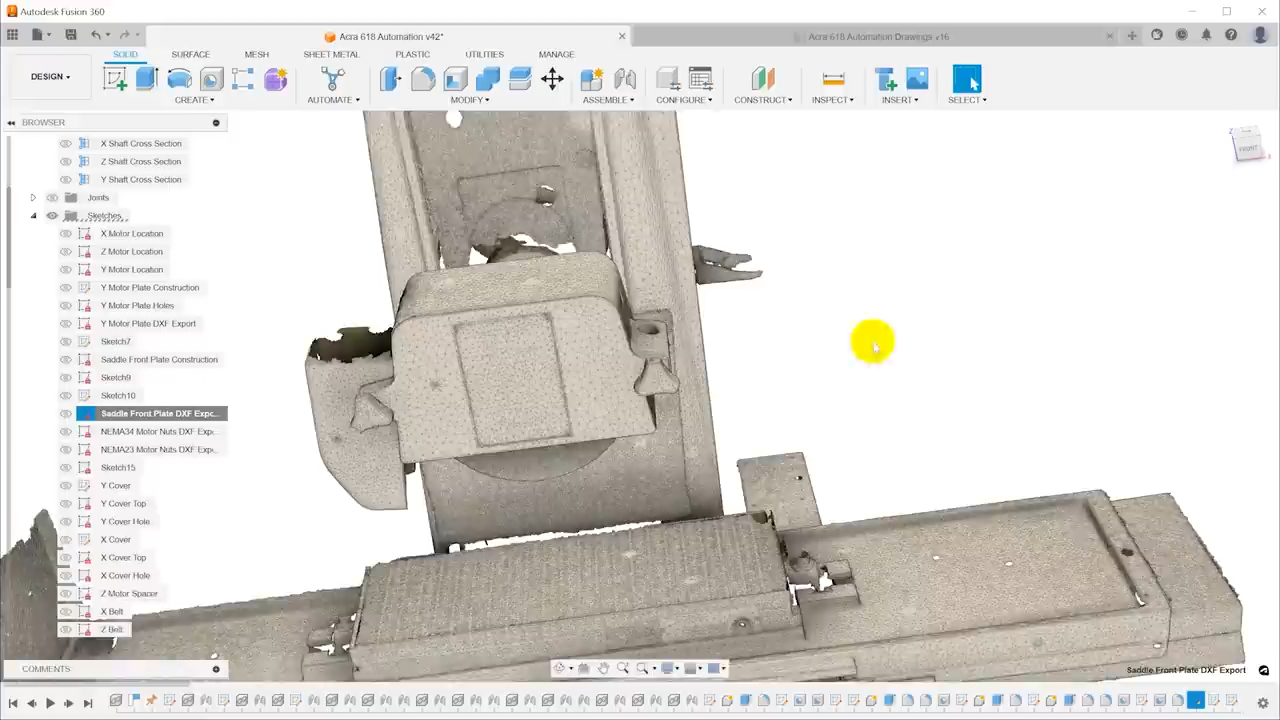 Autodesk Fusion 360
Acra 618 Automation v42*
Acra 618 Automation Drawings v16
SOLID SURFACE MESH SHEET METAL PLASTIC UTILITIES MANAGE
DESIGN
CREATE AUTOMATE MODIFY ASSEMBLE CONFIGURE CONSTRUCT INSPECT INSERT SELECT
BROWSER
FRONT
X Shaft Cross Section
Z Shaft Cross Section
Y Shaft Cross Section
Joints
Sketches
X Motor Location
Z Motor Location
Y Motor Location
Y Motor Plate Construction
Y Motor Plate Holes
Y Motor Plate DXF Export
Sketch7
Saddle Front Plate Construction
Sketch9
Sketch10
Saddle Front Plate DXF Expo...
NEMA34 Motor Nuts DXF Exp...
NEMA23 Motor Nuts DXF Exp...
Sketch15
Y Cover
Y Cover Top
Y Cover Hole
X Cover
X Cover Top
X Cover Hole
Z Motor Spacer
X Belt
Z Belt
COMMENTS
Saddle Front Plate DXF Export